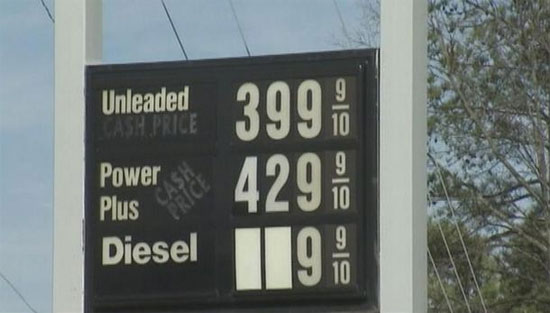 Unleaded 399 9/10
CASH PRICE
Power Plus 429 9/10
CASH PRICE
Diesel 9 9/10